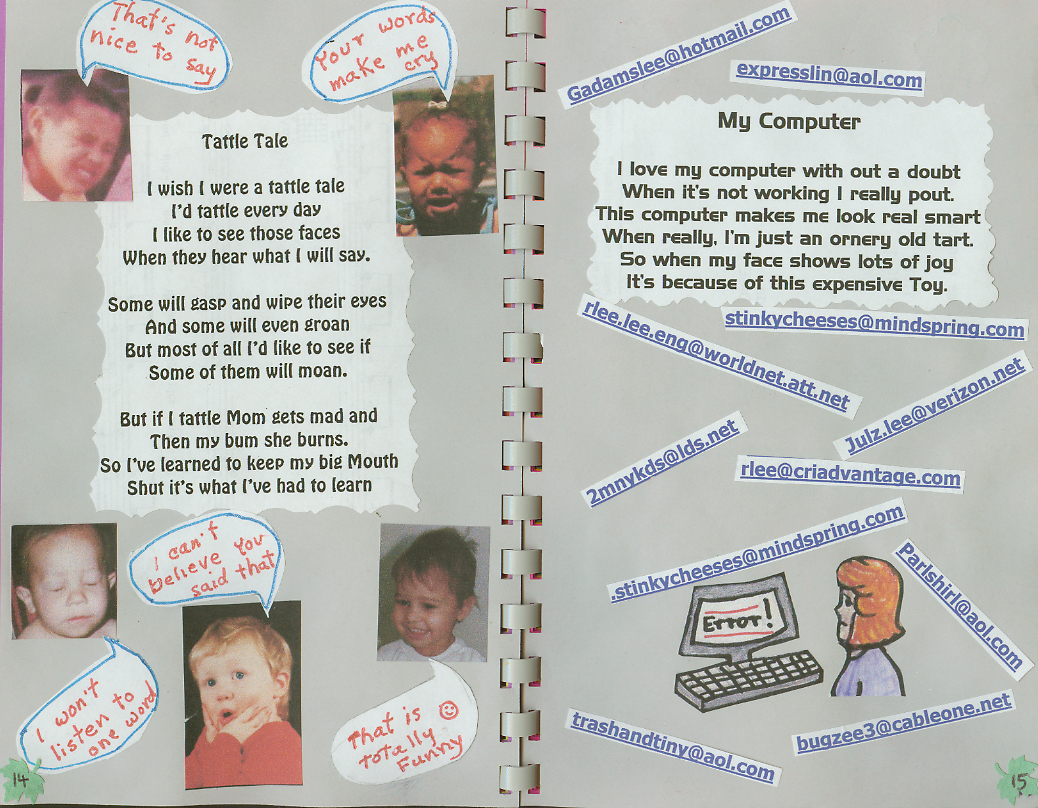 That's not
nice to say
Your words
make me
cry
Tattle Tale
I wish I were a tattle tale
I'd tattle every day
I like to see those faces
When they hear what I will say.
Some will gasp and wipe their eyes
And some will even groan
But most of all I'd like to see if
Some of them will moan.
But if I tattle Mom gets mad and
Then my bum she burns.
So I've learned to keep my big Mouth
Shut it's what I've had to learn
I can't
believe you
said that
I won't
listen to
one word
That is ☺
totally
Funny
14
Gadamslee@hotmail.com
expresslin@aol.com
My Computer
I love my computer with out a doubt
When it's not working I really pout.
This computer makes me look real smart
When really, I'm just an ornery old tart.
So when my face shows lots of joy
It's because of this expensive Toy.
rlee.lee.eng@worldnet.att.net
stinkycheeses@mindspring.com
Julz.lee@verizon.net
2mnykds@lds.net
rlee@criadvantage.com
.stinkycheeses@mindspring.com
Parlshirl@aol.com
Error!
trashandtiny@aol.com
bugzee3@cableone.net
15